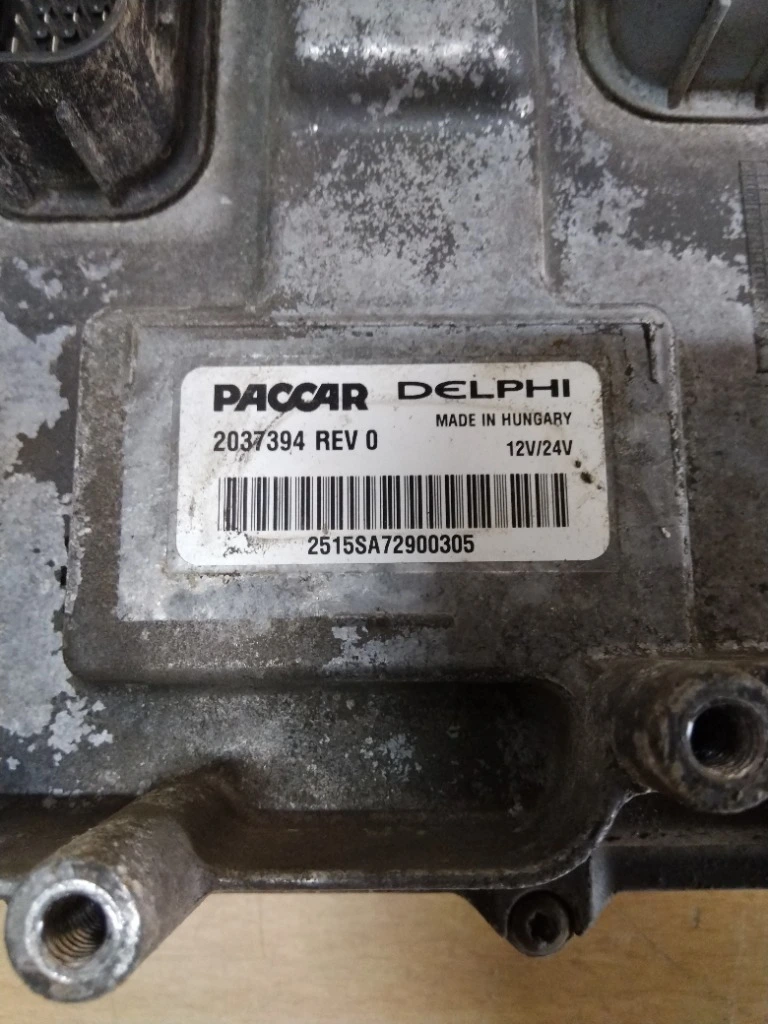 PACCAR DELPHI
MADE IN HUNGARY
2037394 REV 0
12V/24V
2515SA72900305